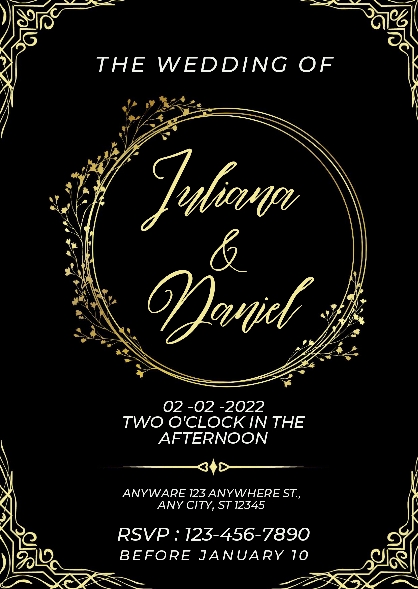 THE WEDDING OF
Juliana
&
Daniel
02 -02 -2022
TWO O'CLOCK IN THE
AFTERNOON
ANYWARE 123 ANYWHERE ST.,
ANY CITY, ST 12345
RSVP : 123-456-7890
BEFORE JANUARY 10